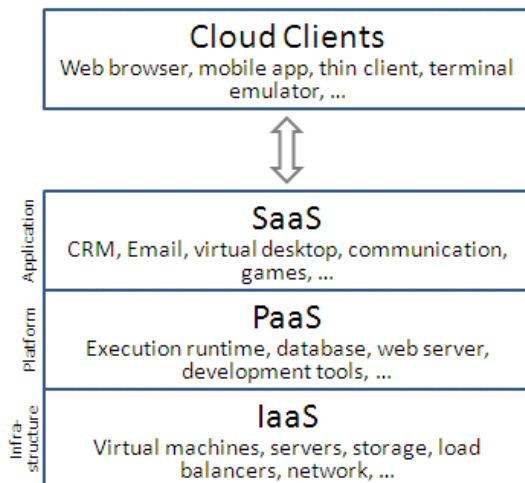 Cloud Clients
Web browser, mobile app, thin client, terminal
emulator, ...
Application
SaaS
CRM, Email, virtual desktop, communication,
games, ...
Platform
PaaS
Execution runtime, database, web server,
development tools, ...
Infra-
structure
IaaS
Virtual machines, servers, storage, load
balancers, network, ...